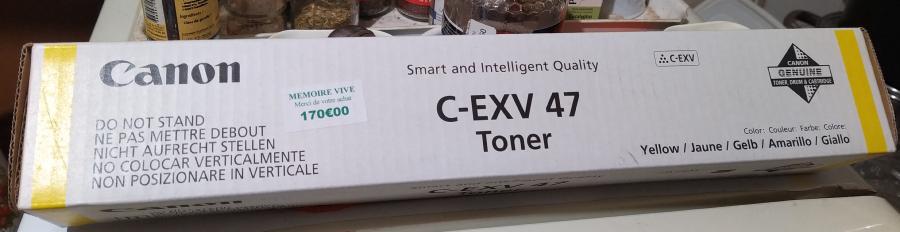 Canon
DO NOT STAND
NE PAS METTRE DEBOUT
NICHT AUFRECHT STELLEN
NO COLOCAR VERTICALMENTE
NON POSIZIONARE IN VERTICALE
MEMOIRE VIVE
Merci de votre achat
170€00
Smart and Intelligent Quality
C-EXV 47
Toner
C-EXV
CANON
GENUINE
TONER, DRUM & CARTRIDGE
Color: Couleur: Farbe: Colore:
Yellow / Jaune / Gelb / Amarillo / Giallo
C-EXV 47